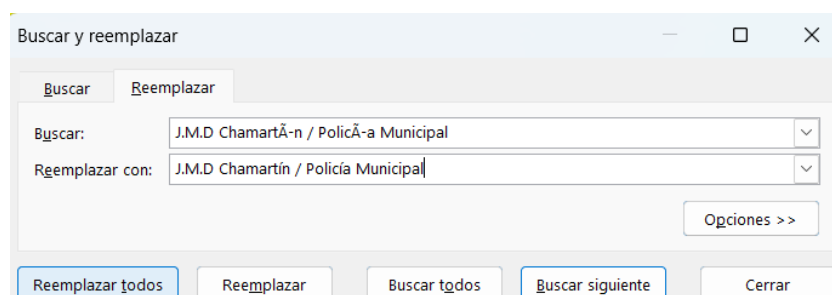 Buscar y reemplazar
Buscar Reemplazar
Buscar: J.M.D ChamartÃ-n / PolicÃ-a Municipal
Reemplazar con: J.M.D Chamartín / Policía Municipal
Opciones >>
Reemplazar todos Reemplazar Buscar todos Buscar siguiente Cerrar